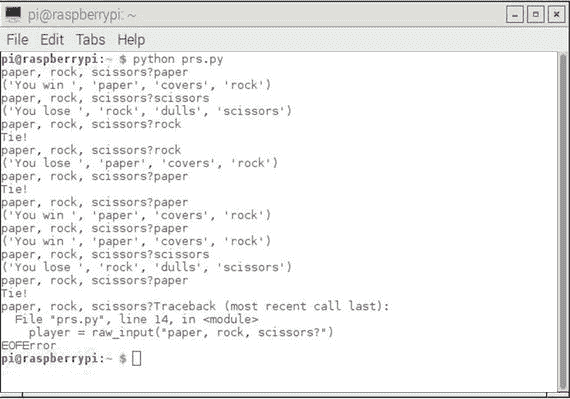 pi@raspberrypi: ~
File Edit Tabs Help
pi@raspberrypi:~ $ python prs.py
paper, rock, scissors?paper
('You win ', 'paper', 'covers', 'rock')
paper, rock, scissors?scissors
('You lose ', 'rock', 'dulls', 'scissors')
paper, rock, scissors?rock
Tie!
paper, rock, scissors?rock
('You lose ', 'paper', 'covers', 'rock')
paper, rock, scissors?paper
Tie!
paper, rock, scissors?paper
('You win ', 'paper', 'covers', 'rock')
paper, rock, scissors?paper
('You win ', 'paper', 'covers', 'rock')
paper, rock, scissors?scissors
('You lose ', 'rock', 'dulls', 'scissors')
paper, rock, scissors?paper
Tie!
paper, rock, scissors?Traceback (most recent call last):
  File "prs.py", line 14, in <module>
    player = raw_input("paper, rock, scissors?")
EOFError
pi@raspberrypi:~ $